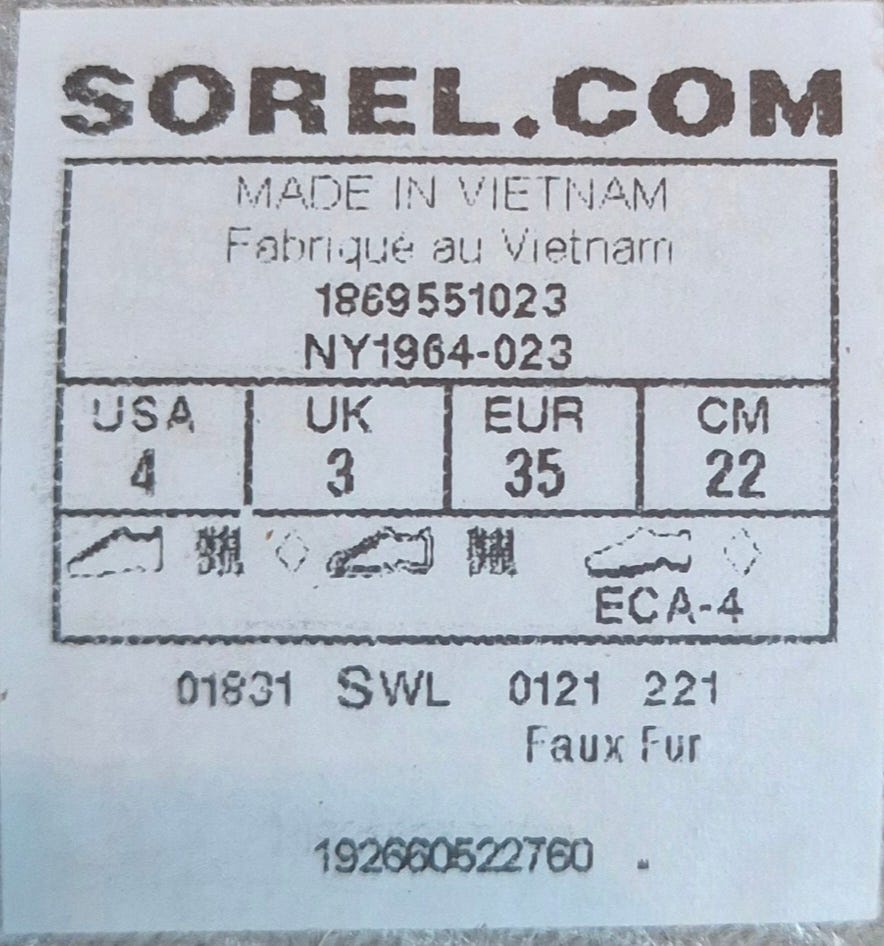 SOREL.COM
MADE IN VIETNAM
Fabriqué au Vietnam
1869551023
NY1964-023
USA UK EUR CM
4 3 35 22
ECA-4
01831 SWL 0121 221
Faux Fur
192660522760